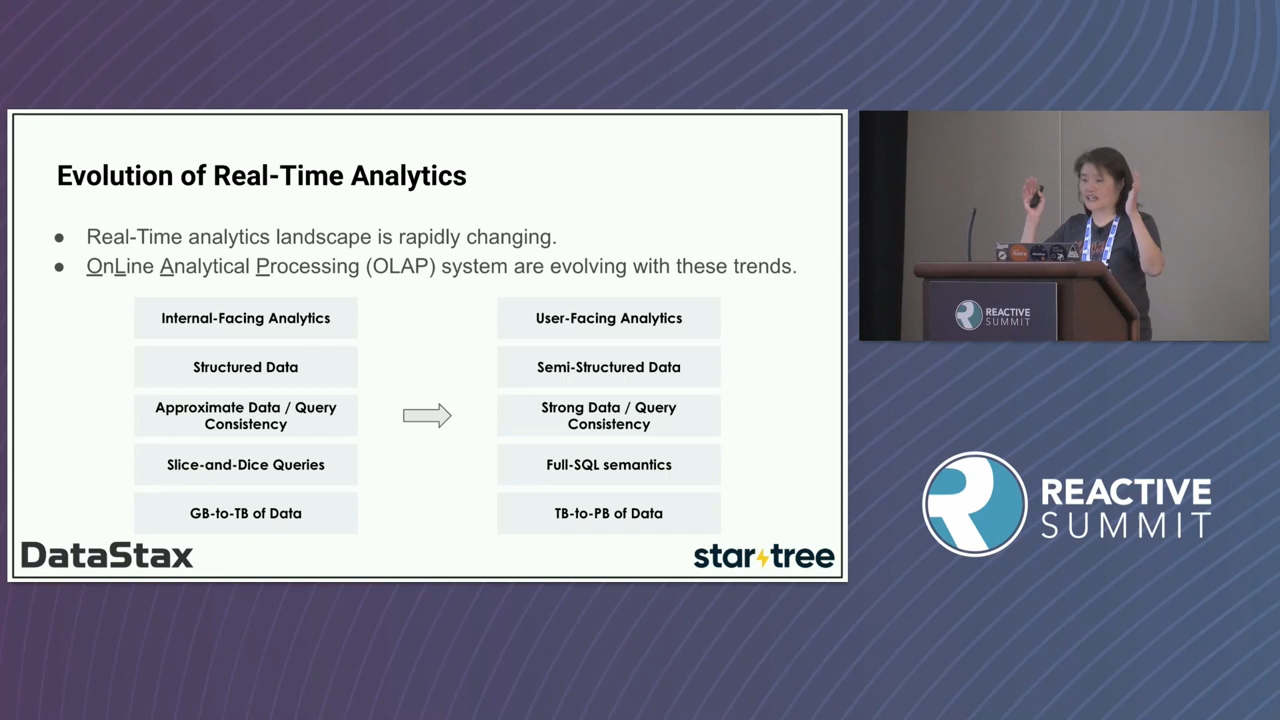 Evolution of Real-Time Analytics
● Real-Time analytics landscape is rapidly changing.
● OnLine Analytical Processing (OLAP) system are evolving with these trends.
Internal-Facing Analytics
User-Facing Analytics
Structured Data
Semi-Structured Data
Approximate Data / Query
Consistency
Strong Data / Query
Consistency
Slice-and-Dice Queries
Full-SQL semantics
GB-to-TB of Data
TB-to-PB of Data
DataStax
startree
REACTIVE
SUMMIT
REACTIVE
SUMMIT